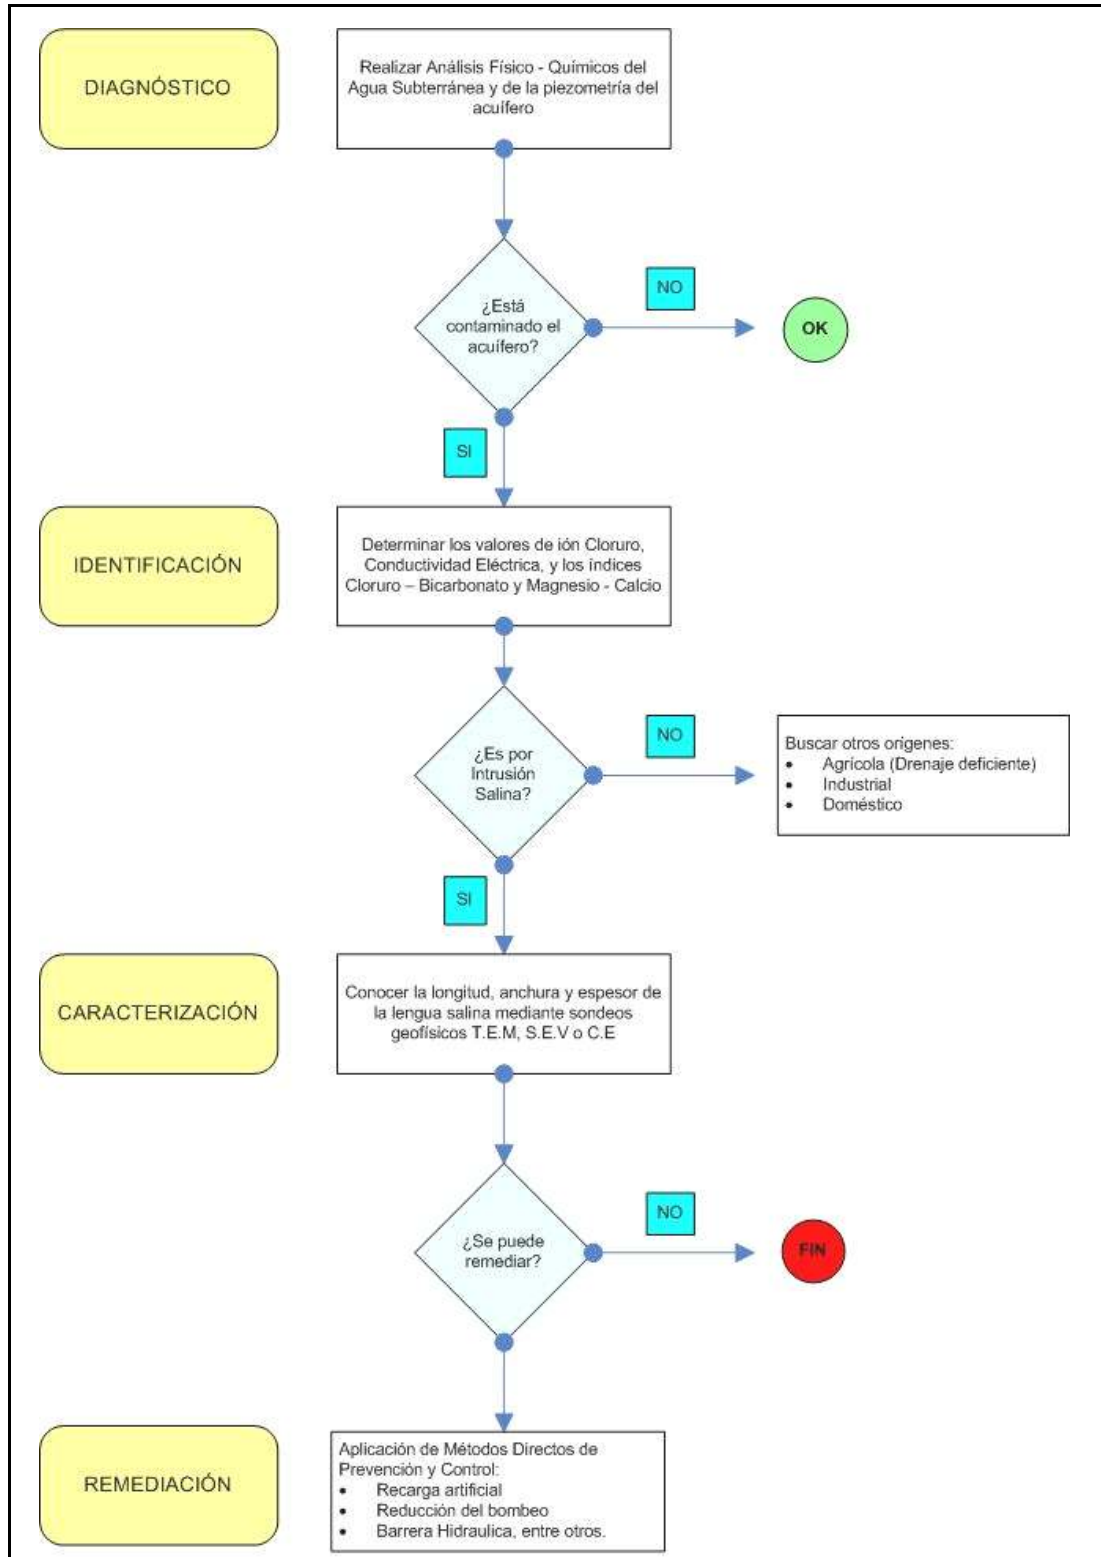 DIAGNÓSTICO
Realizar Análisis Físico - Químicos del
Agua Subterránea y de la piezometría del
acuífero
¿Está
contaminado el
acuífero?
NO
OK
SI
IDENTIFICACIÓN
Determinar los valores de ión Cloruro,
Conductividad Eléctrica, y los índices
Cloruro – Bicarbonato y Magnesio - Calcio
¿Es por
Intrusión
Salina?
NO
Buscar otros orígenes:
• Agrícola (Drenaje deficiente)
• Industrial
• Doméstico
SI
CARACTERIZACIÓN
Conocer la longitud, anchura y espesor de
la lengua salina mediante sondeos
geofísicos T.E.M, S.E.V o C.E
¿Se puede
remediar?
NO
FIN
REMEDIACIÓN
Aplicación de Métodos Directos de
Prevención y Control:
• Recarga artificial
• Reducción del bombeo
• Barrera Hidraulica, entre otros.